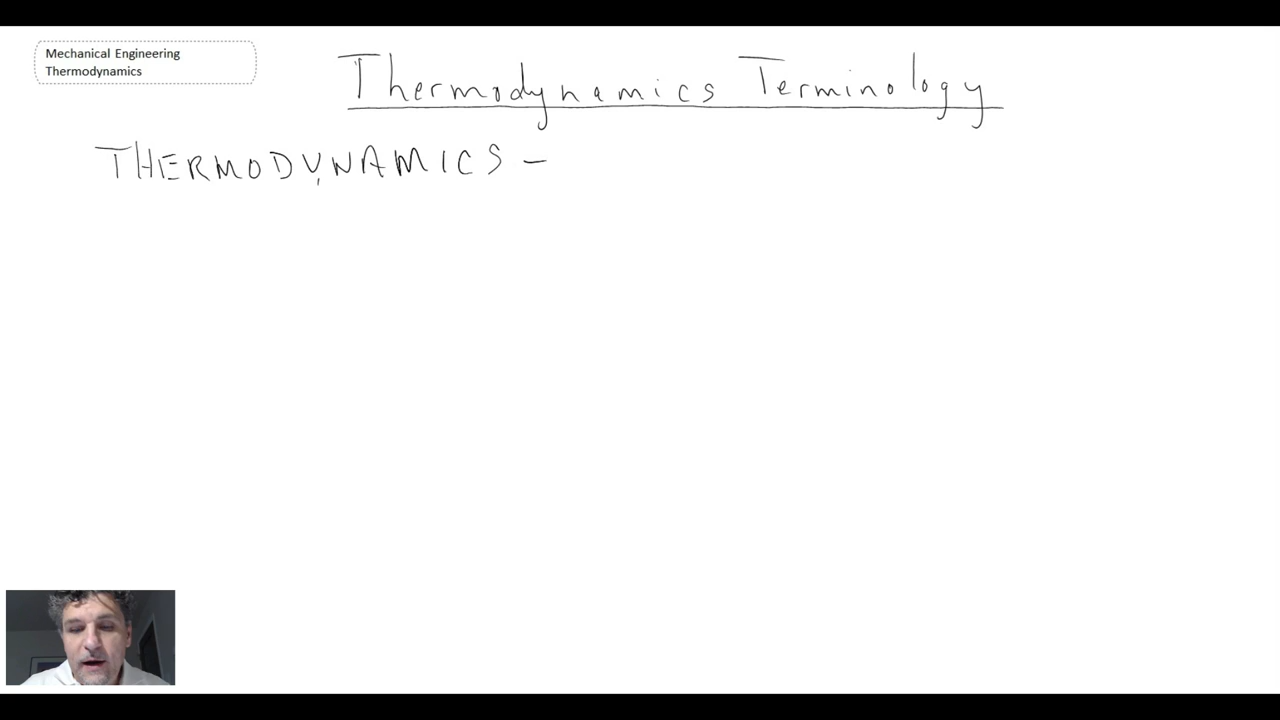 Mechanical Engineering
Thermodynamics
Thermodynamics Terminology
THERMODYNAMICS -